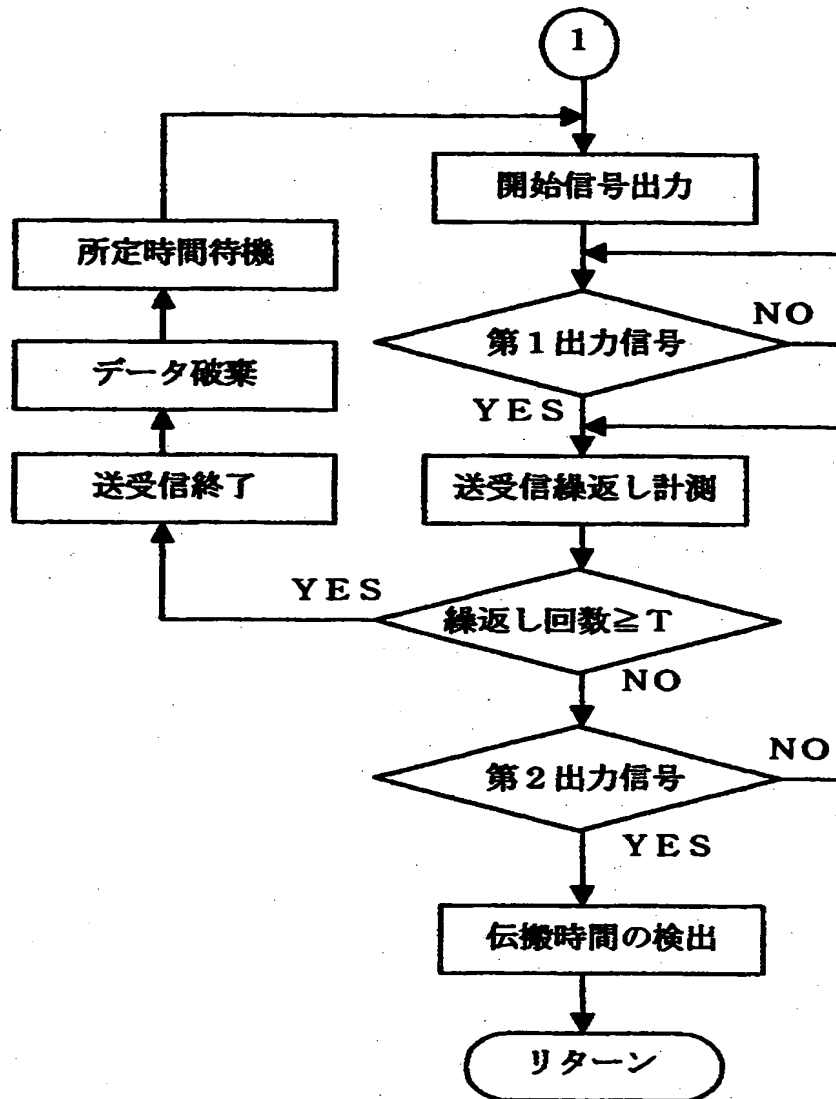 1
開始信号出力
所定時間待機
第1出力信号
NO
データ破棄
YES
送受信終了
送受信繰返し計測
YES
繰返し回数≧T
NO
第2出力信号
NO
YES
伝搬時間の検出
リターン